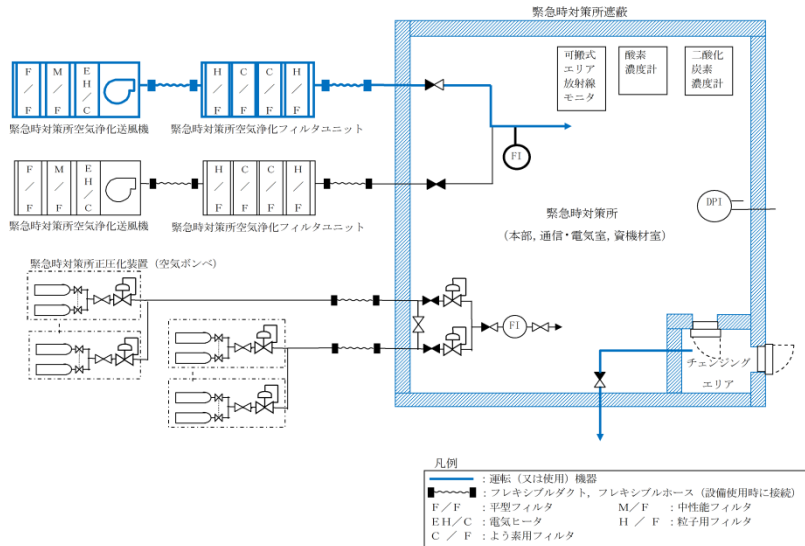 緊急時対策所遮蔽
F/F
M/F
EH/C
H/F
C/F
C/F
H/F
可搬式
エリア
放射線
モニタ
酸素
濃度計
二酸化
炭素
濃度計
緊急時対策所空気浄化送風機
緊急時対策所空気浄化フィルタユニット
FI
F/F
M/F
EH/C
H/F
C/F
C/F
H/F
緊急時対策所空気浄化送風機
緊急時対策所空気浄化フィルタユニット
DPI
緊急時対策所
(本部, 通信・電気室, 資機材室)
緊急時対策所正圧化装置(空気ボンベ)
FI
チェンジング
エリア
凡例
:運転(又は使用)機器
:フレキシブルダクト, フレキシブルホース(設備使用時に接続)
F/F :平型フィルタ M/F :中性能フィルタ
EH/C :電気ヒータ H/F :粒子用フィルタ
C/F :よう素用フィルタ